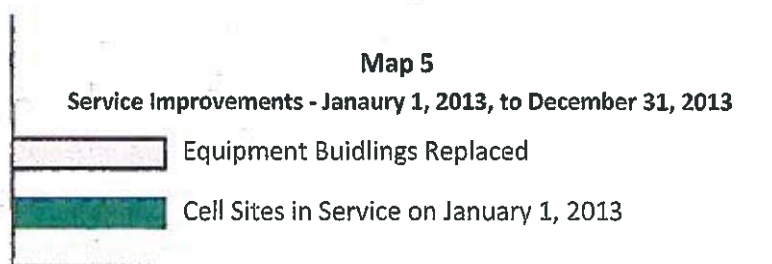 Map 5
Service Improvements - Janaury 1, 2013, to December 31, 2013
Equipment Buidlings Replaced
Cell Sites in Service on January 1, 2013